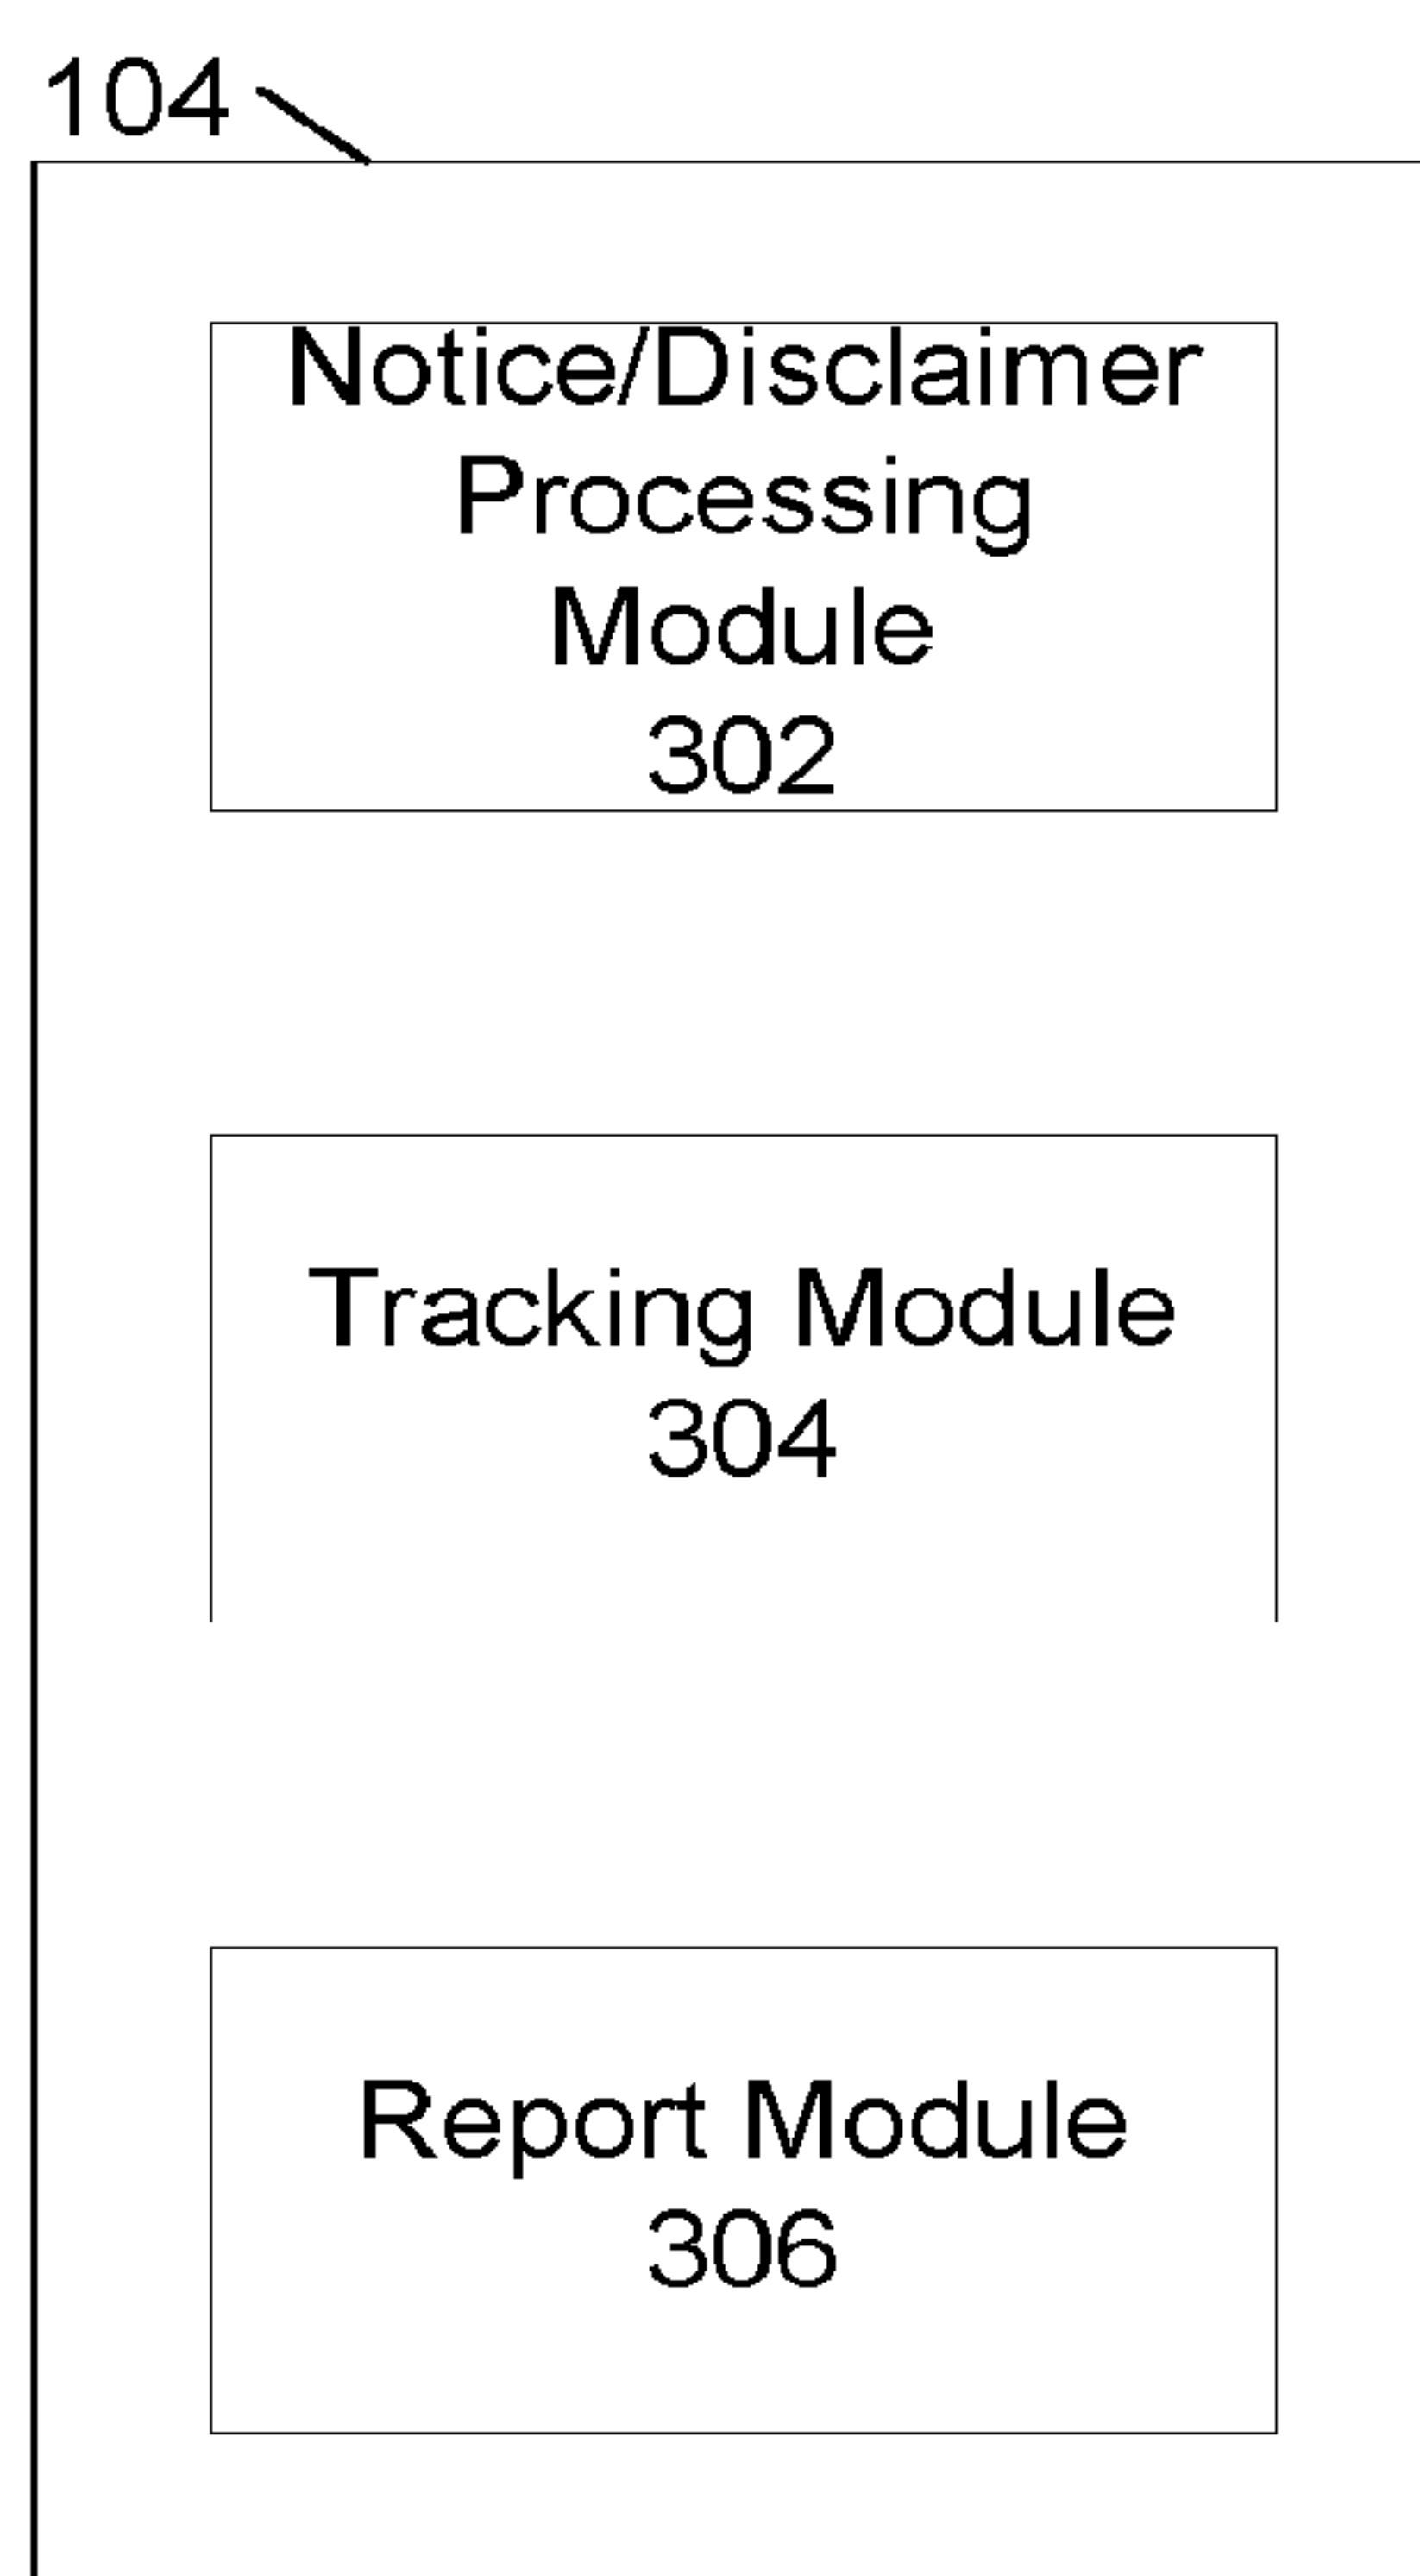 104
Notice/Disclaimer
Processing
Module
302
Tracking Module
304
Report Module
306